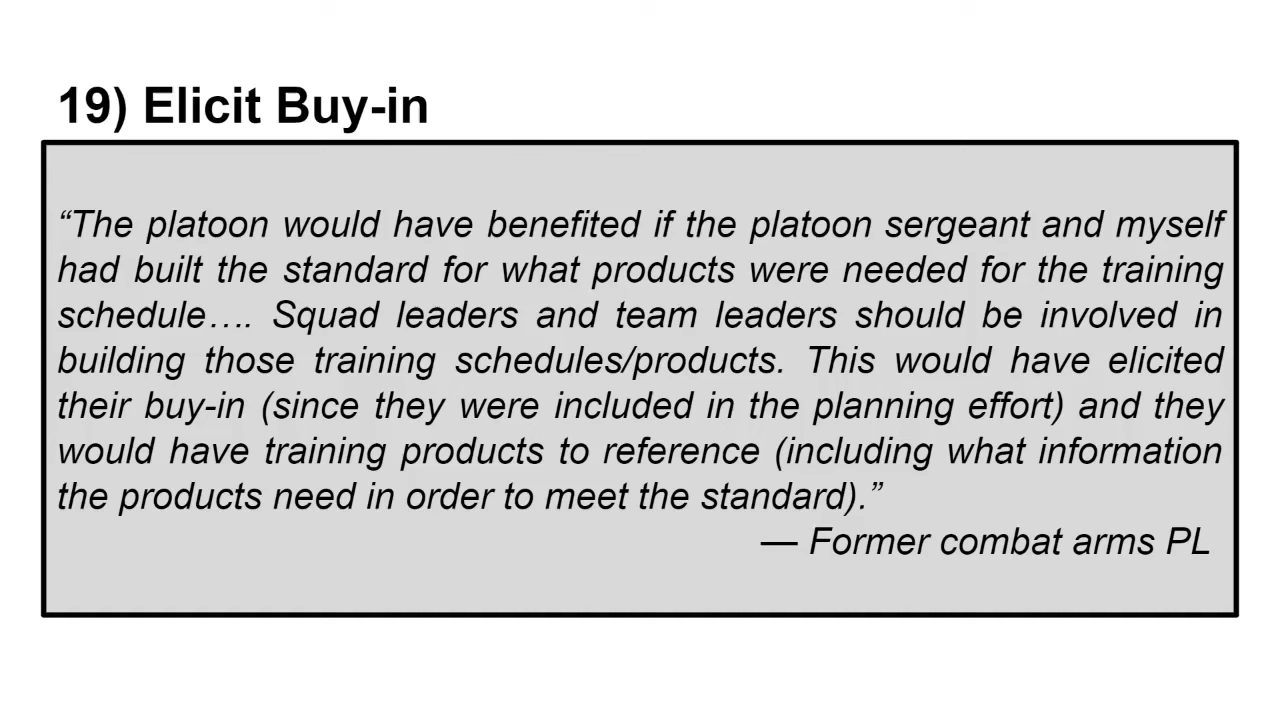 19) Elicit Buy-in
“The platoon would have benefited if the platoon sergeant and myself
had built the standard for what products were needed for the training
schedule…. Squad leaders and team leaders should be involved in
building those training schedules/products. This would have elicited
their buy-in (since they were included in the planning effort) and they
would have training products to reference (including what information
the products need in order to meet the standard).”
— Former combat arms PL